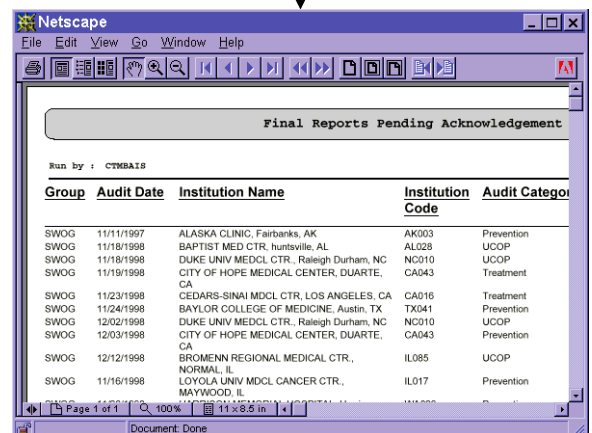 Netscape
File Edit View Go Window Help
Final Reports Pending Acknowledgement
Run by : CTMBAIS
Group Audit Date Institution Name Institution Code Audit Categor
SWOG 11/11/1997 ALASKA CLINIC, Fairbanks, AK AK003 Prevention
SWOG 11/18/1998 BAPTIST MED CTR, huntsville, AL AL028 UCOP
SWOG 11/18/1998 DUKE UNIV MEDCL CTR., Raleigh Durham, NC NC010 UCOP
SWOG 11/19/1998 CITY OF HOPE MEDICAL CENTER, DUARTE, CA CA043 Treatment
SWOG 11/23/1998 CEDARS-SINAI MDCL CTR, LOS ANGELES, CA CA016 Treatment
SWOG 11/24/1998 BAYLOR COLLEGE OF MEDICINE, Austin, TX TX041 Prevention
SWOG 12/02/1998 DUKE UNIV MEDCL CTR., Raleigh Durham, NC NC010 UCOP
SWOG 12/03/1998 CITY OF HOPE MEDICAL CENTER, DUARTE, CA CA043 Prevention
SWOG 12/12/1998 BROMENN REGIONAL MEDICAL CTR., NORMAL, IL IL085 UCOP
SWOG 11/16/1998 LOYOLA UNIV MDCL CANCER CTR., MAYWOOD, IL IL017 Prevention
Page 1 of 1 100% 11 x 8.5 in
Document: Done